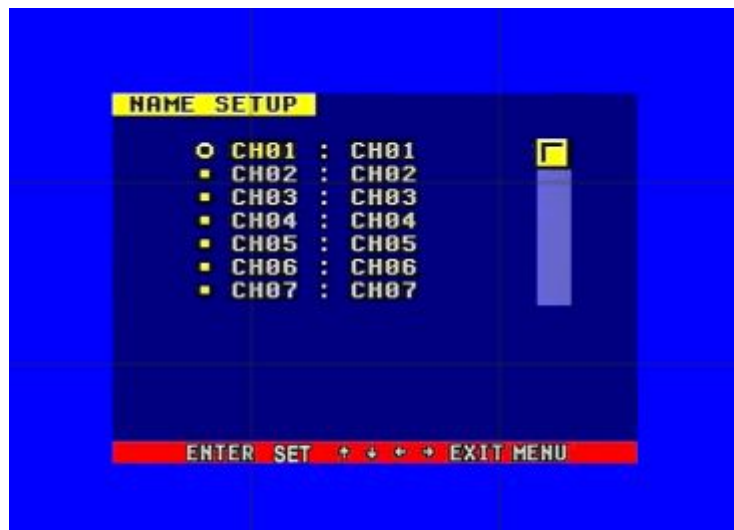 NAME SETUP
CH01 : CH01
CH02 : CH02
CH03 : CH03
CH04 : CH04
CH05 : CH05
CH06 : CH06
CH07 : CH07
ENTER SET ↑ ↓ ← → EXIT MENU